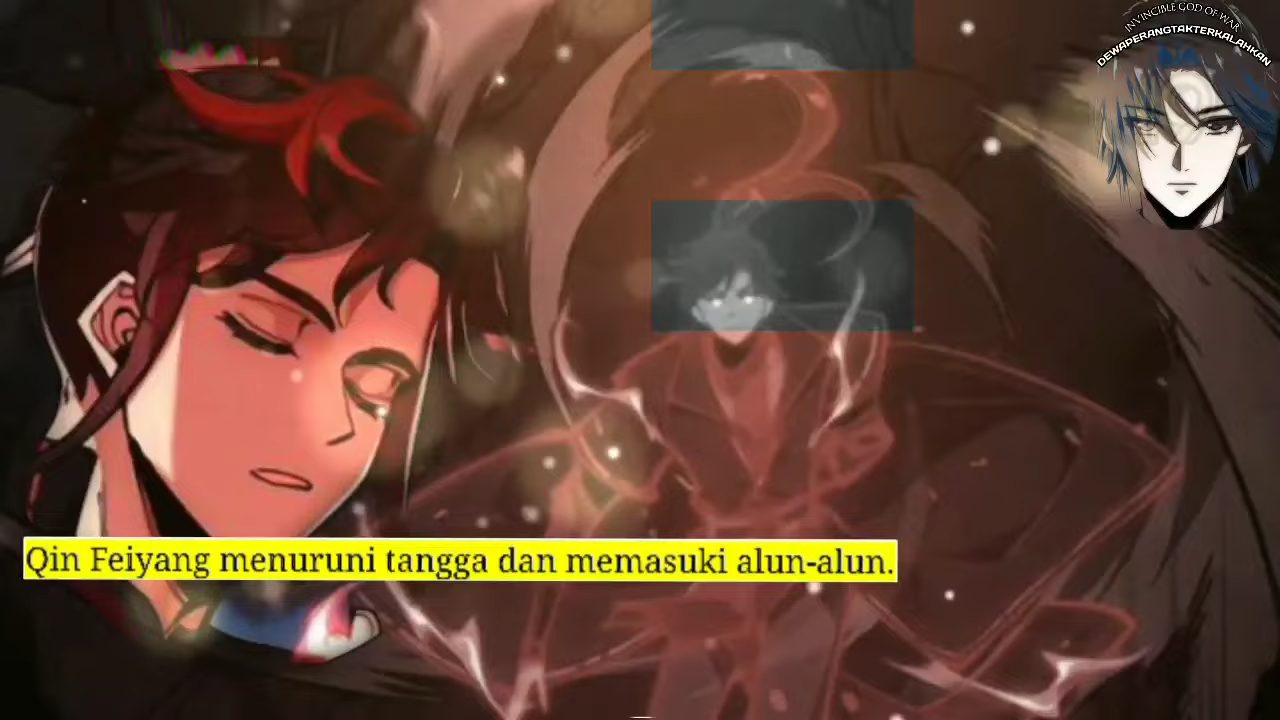 INVINCIBLE GOD OF WAR
DEWAPERANGTAKTERKALAHKAN
Qin Feiyang menuruni tangga dan memasuki alun-alun.